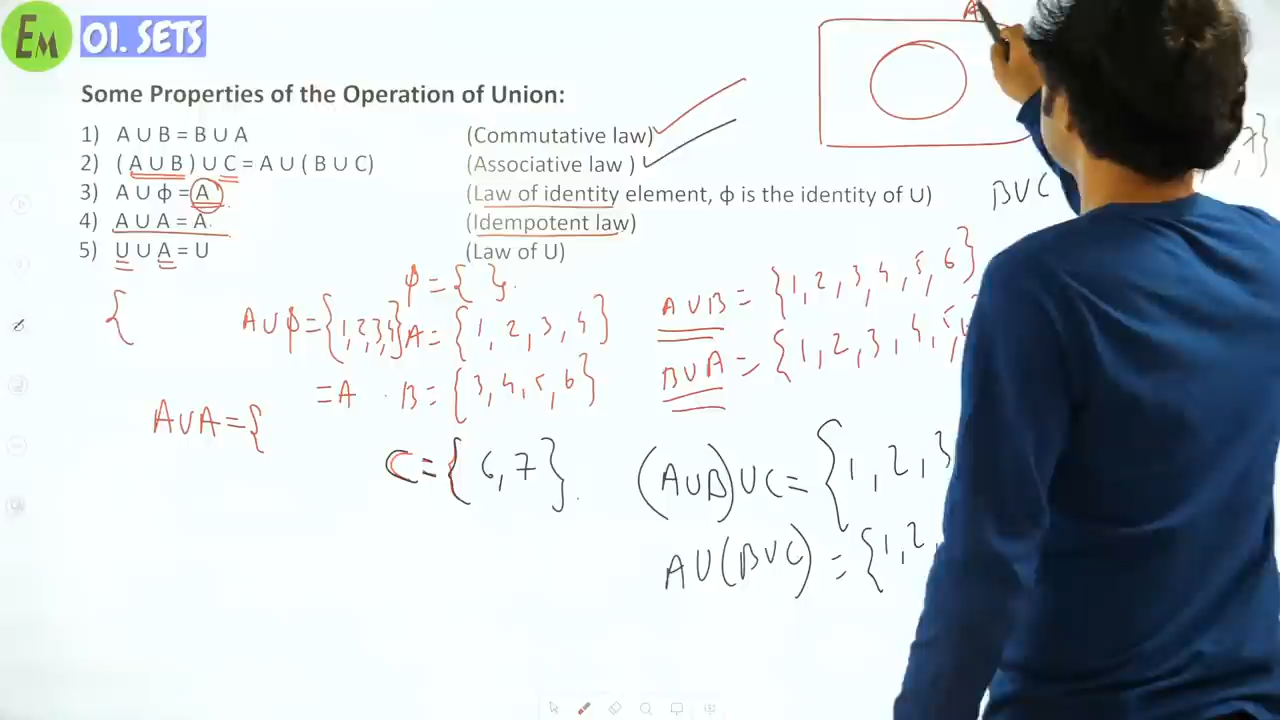 EM 01. SETS
A
Some Properties of the Operation of Union:
1) A ∪ B = B ∪ A (Commutative law)
2) ( A ∪ B ) ∪ C = A ∪ ( B ∪ C) (Associative law )
3) A ∪ ϕ = A (Law of identity element, ϕ is the identity of U)
4) A ∪ A = A. (Idempotent law)
5) U ∪ A = U (Law of U)
B∪C
7}
ϕ = { }.
{
A∪ϕ = {1,2,3,4}
= A
A = {1, 2, 3, 4}
B = {3, 4, 5, 6}
A∪B = {1, 2, 3, 4, 5, 6}
B∪A = {1, 2, 3, 4, 5,
A∪A = {
C = {6, 7}.
(A∪B)∪C = {1, 2, 3
A∪(B∪C) = {1, 2,